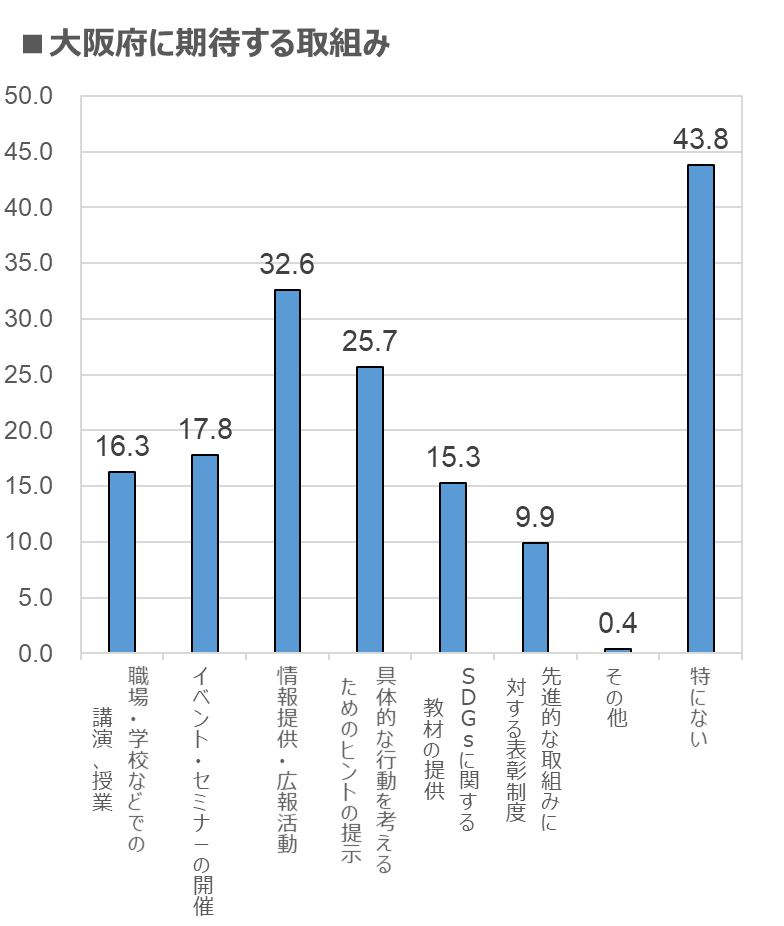 ■大阪府に期待する取組み
50.0
45.0
40.0
35.0
30.0
25.0
20.0
15.0
10.0
5.0
0.0
16.3
17.8
32.6
25.7
15.3
9.9
0.4
43.8
職場・学校などでの
講演、授業
イベント・セミナーの開催
情報提供・広報活動
具体的な行動を考える
ためのヒントの提示
SDGsに関する
教材の提供
先進的な取組みに
対する表彰制度
その他
特にない